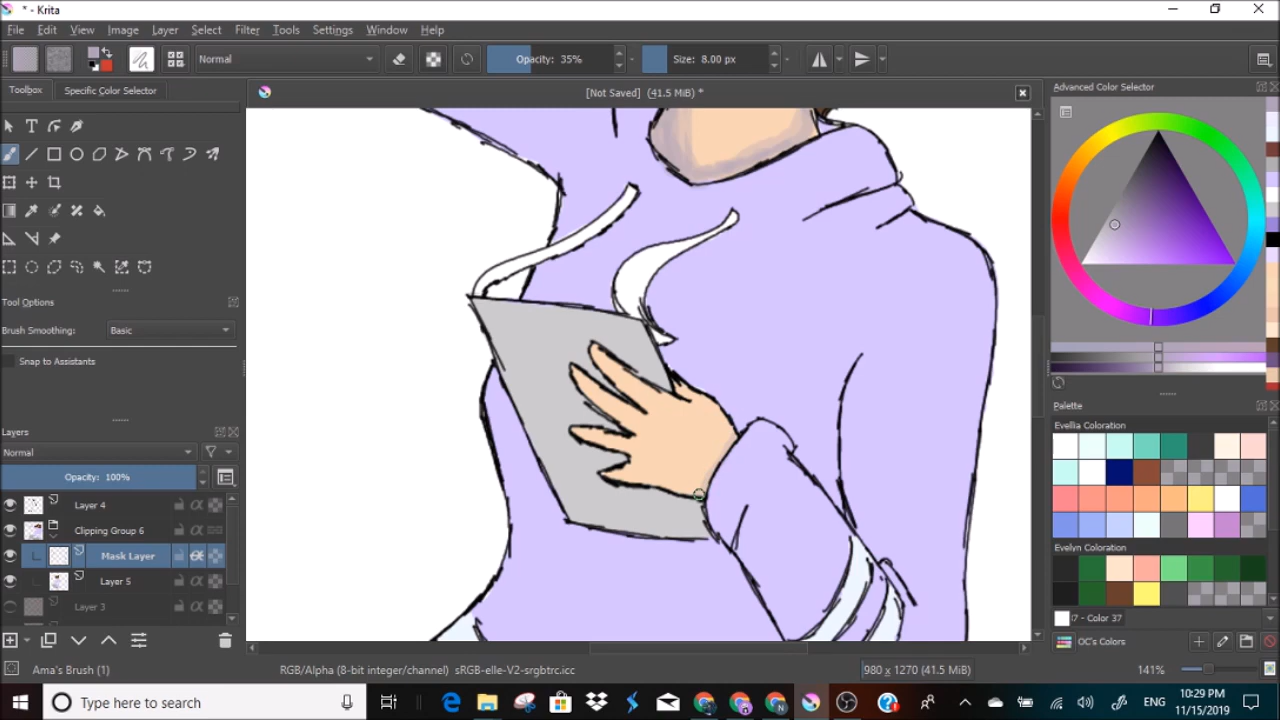 * - Krita
File Edit View Image Layer Select Filter Tools Settings Window Help
Normal Opacity: 35% Size: 8.00 px
Toolbox Specific Color Selector
[Not Saved] (41.5 MiB) *
Advanced Color Selector
Tool Options
Brush Smoothing: Basic
Snap to Assistants
Layers
Normal
Opacity: 100%
Layer 4
Clipping Group 6
Mask Layer
Layer 5
Layer 3
Palette
Evellia Coloration
Evelyn Coloration
I7 - Color 37
OC's Colors
Ama's Brush (1) RGB/Alpha (8-bit integer/channel) sRGB-elle-V2-srgbtrc.icc 980 x 1270 (41.5 MiB) 141%
Type here to search
ENG
10:29 PM
11/15/2019